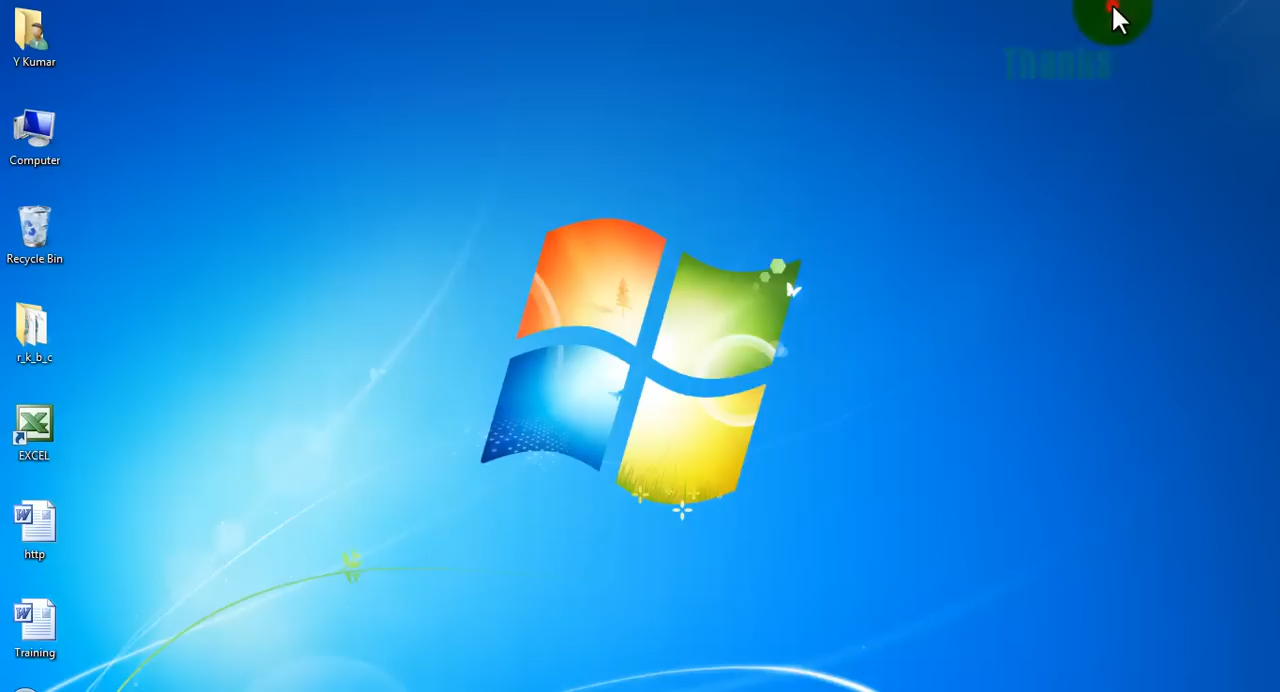 Y Kumar
Thanks
Computer
Recycle Bin
r_k_b_c
EXCEL
http
Training